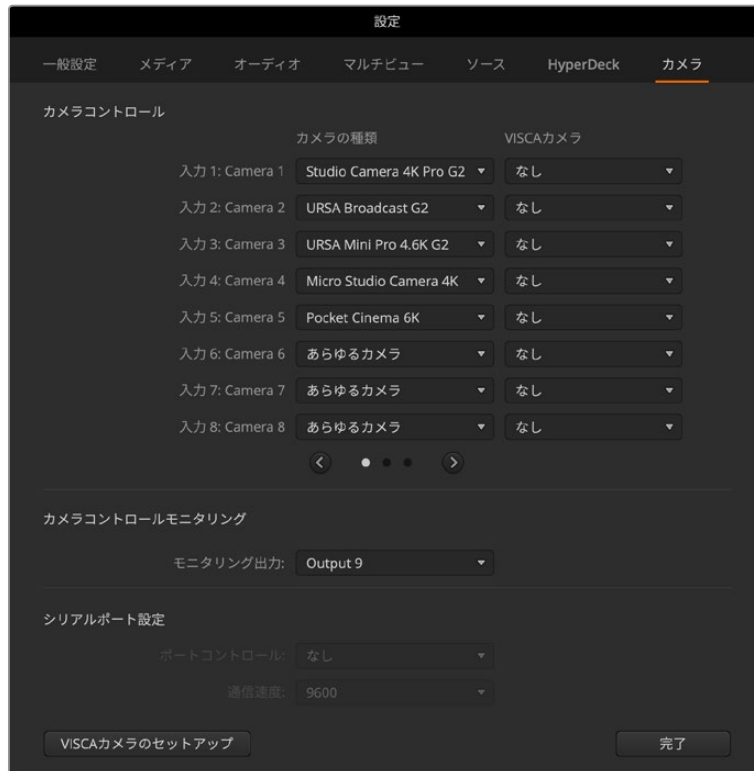 設定
一般設定 メディア オーディオ マルチビュー ソース HyperDeck カメラ
カメラコントロール
カメラの種類 VISCAカメラ
入力 1: Camera 1 Studio Camera 4K Pro G2 なし
入力 2: Camera 2 URSA Broadcast G2 なし
入力 3: Camera 3 URSA Mini Pro 4.6K G2 なし
入力 4: Camera 4 Micro Studio Camera 4K なし
入力 5: Camera 5 Pocket Cinema 6K なし
入力 6: Camera 6 あらゆるカメラ なし
入力 7: Camera 7 あらゆるカメラ なし
入力 8: Camera 8 あらゆるカメラ なし
カメラコントロールモニタリング
モニタリング出力: Output 9
シリアルポート設定
ポートコントロール: なし
通信速度: 9600
VISCAカメラのセットアップ 完了